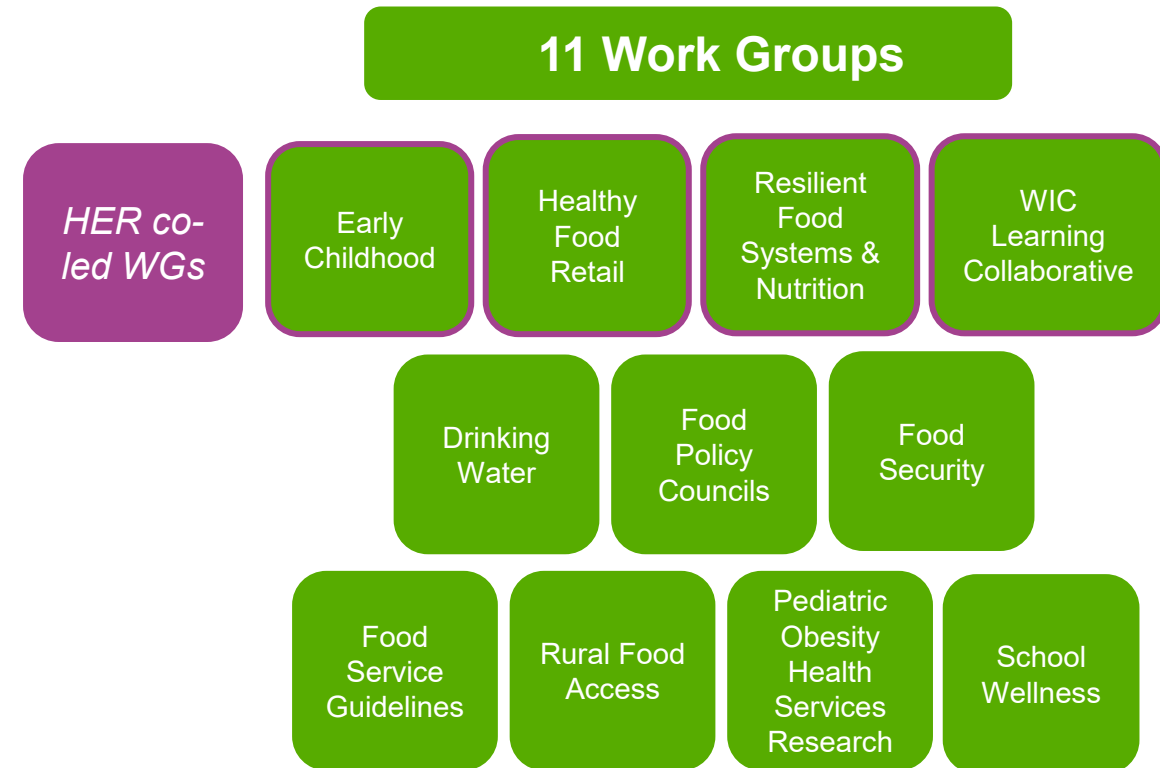 11 Work Groups
HER co-
led WGs
Early
Childhood
Healthy
Food
Retail
Resilient
Food
Systems &
Nutrition
WIC
Learning
Collaborative
Drinking
Water
Food
Policy
Councils
Food
Security
Food
Service
Guidelines
Rural Food
Access
Pediatric
Obesity
Health
Services
Research
School
Wellness